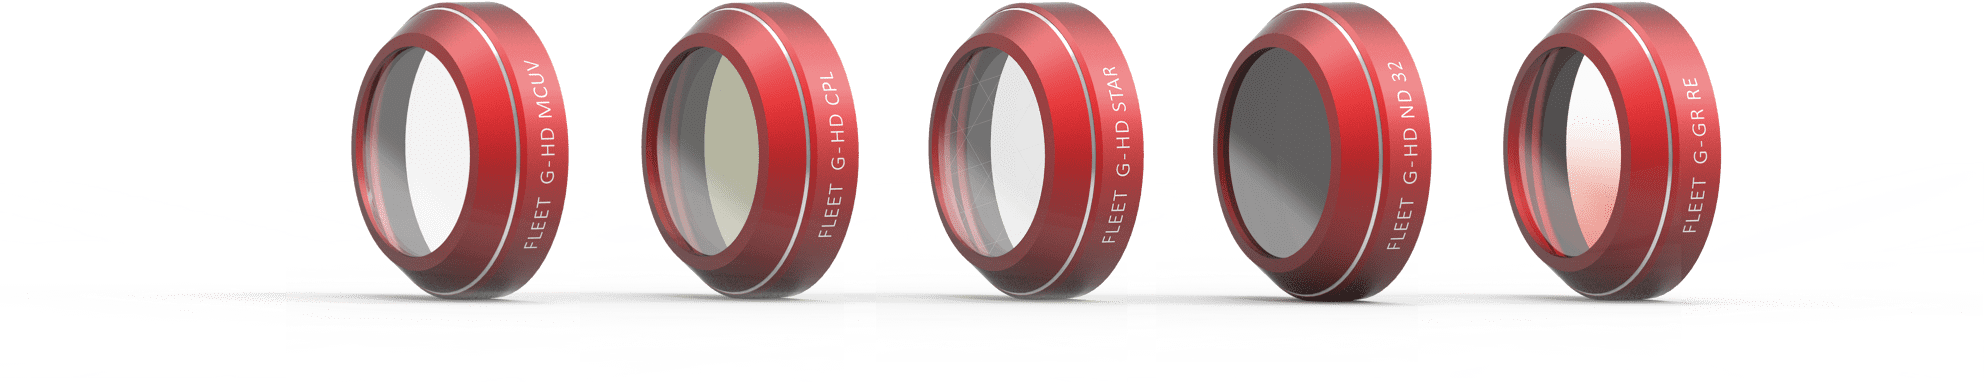 FLEET G-HD MCUV
FLEET G-HD CPL
FLEET G-HD STAR
FLEET G-HD ND 32
FLEET G-GR RE